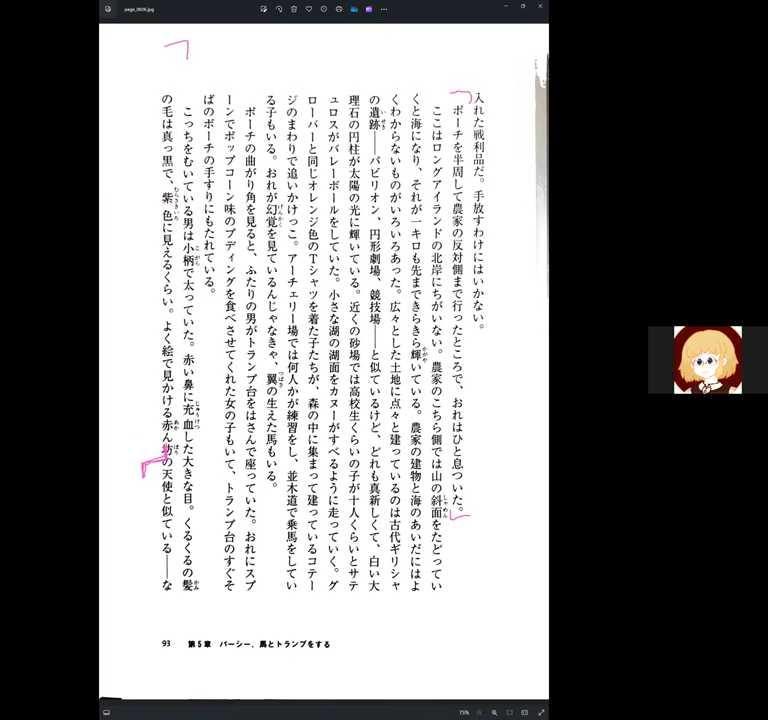 page_0926.jpg
入れた戦利品だ。手放すわけにはいかない。
ポーチを半周して農家の反対側まで行ったところで、おれはひと息ついた。
ここはロングアイランドの北岸にちがいない。農家のこちら側では山の斜面をたどってい
くと海になり、それが一キロも先まできらきら輝いている。農家の建物と海のあいだにはよ
くわからないものがいろいろあった。広々とした土地に点々と建っているのは古代ギリシャ
の遺跡――パビリオン、円形劇場、競技場――と似ているけど、どれも真新しくて、白い大
理石の円柱が太陽の光に輝いている。近くの砂場では高校生くらいの子が十人くらいとサテ
ュロスがバレーボールをしていた。小さな湖の湖面をカヌーがすべるように走っていく。グ
ローバーと同じオレンジ色のTシャツを着た子たちが、森の中に集まって建っているコテー
ジのまわりで追いかけっこ。アーチェリー場では何人かが練習をし、並木道で乗馬をしてい
る子もいる。おれが幻覚を見ているんじゃなきゃ、翼の生えた馬もいる。
ポーチの曲がり角を見ると、ふたりの男がトランプ台をはさんで座っていた。おれにスプ
ーンでポップコーン味のプディングを食べさせてくれた女の子もいて、トランプ台のすぐそ
ばのポーチの手すりにもたれている。
こっちをむいている男は小柄で太っていた。赤い鼻に充血した大きな目。くるくるの髪
の毛は真っ黒で、紫色に見えるくらい。よく絵で見かける赤ん坊の天使と似ている――な
93 第5章 パーシー、馬とトランプをする
75%